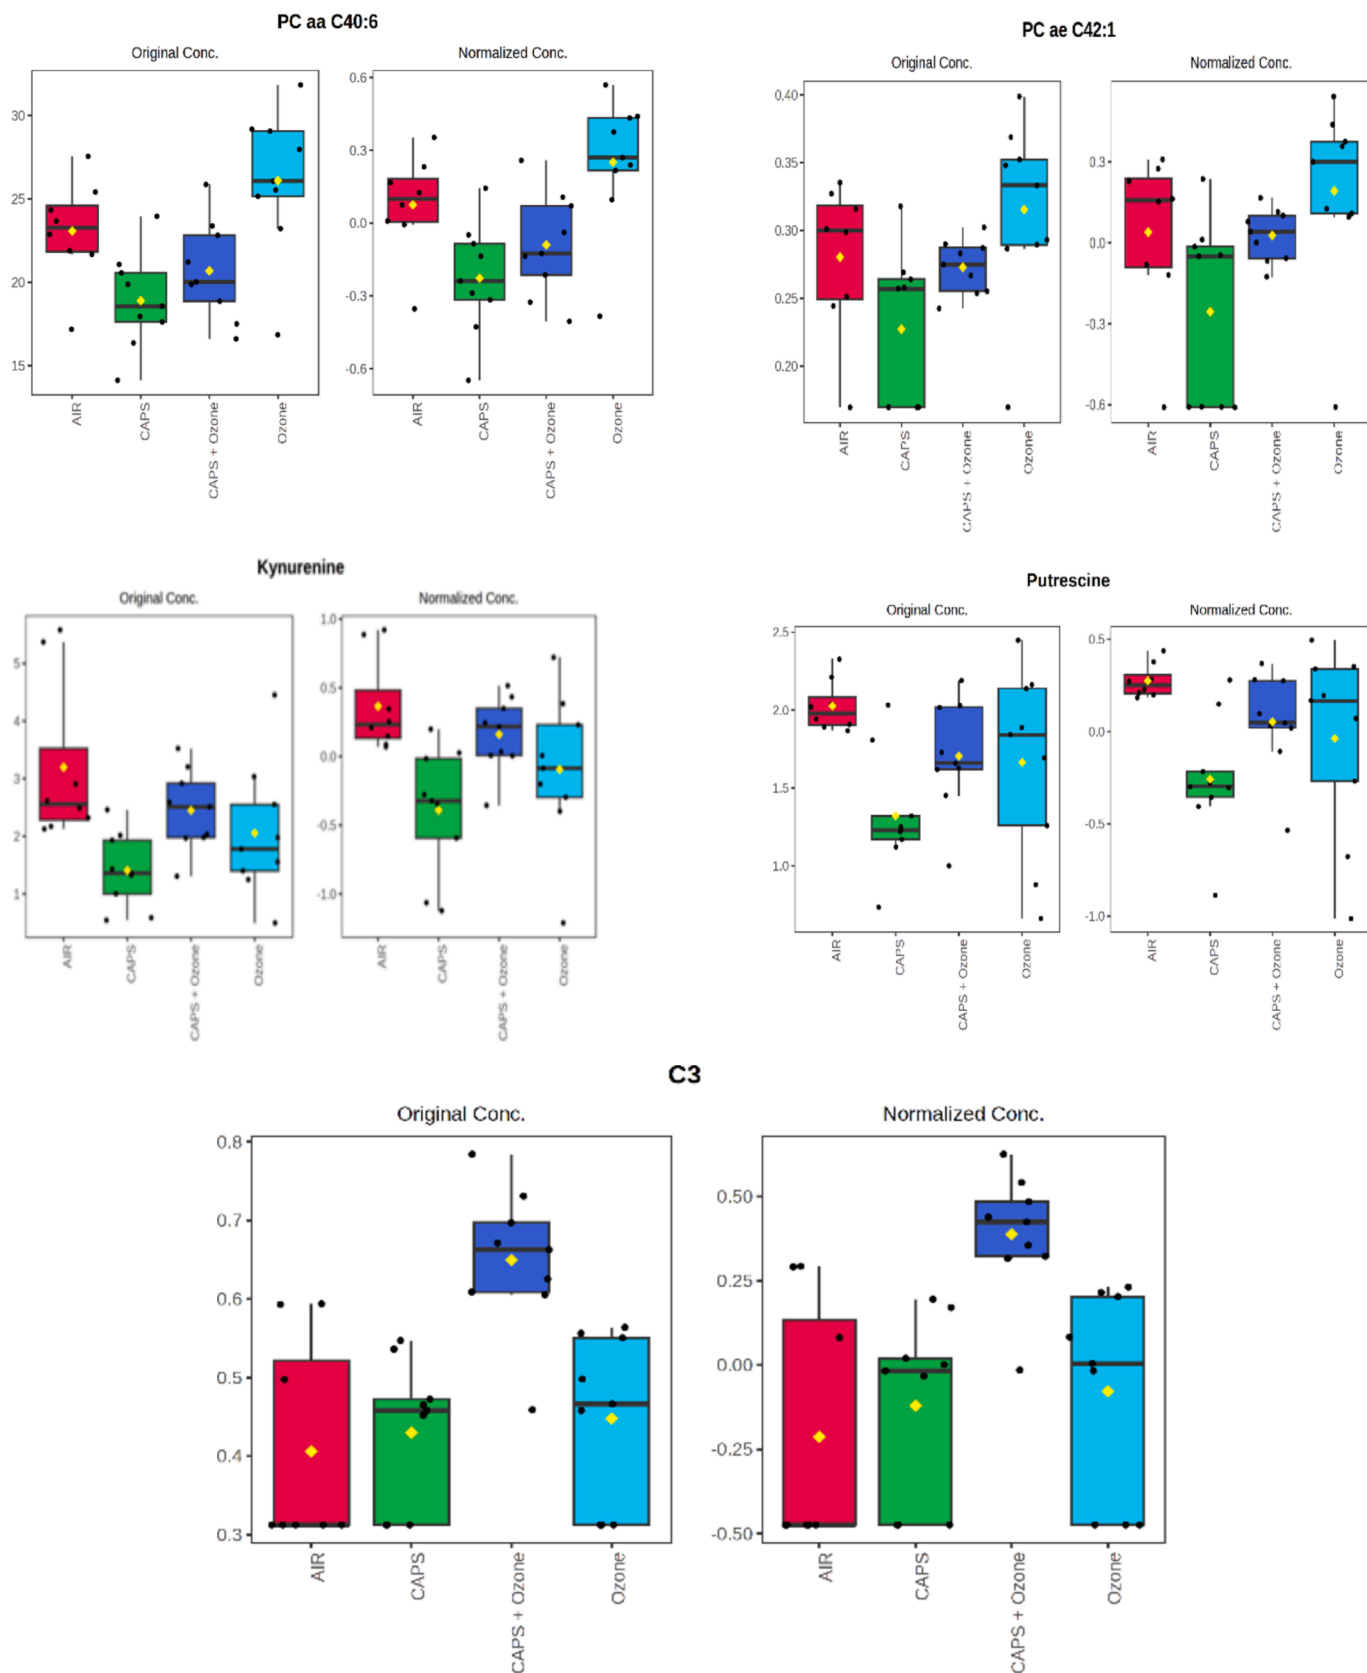 PC aa C40:6
Original Conc.
Normalized Conc.
30
25
20
15
AIR
CAPS
CAPS + Ozone
Ozone
0.6
0.3
0.0
-0.3
-0.6
AIR
CAPS
CAPS + Ozone
Ozone
PC ae C42:1
Original Conc.
Normalized Conc.
0.40
0.35
0.30
0.25
0.20
AIR
CAPS
CAPS + Ozone
Ozone
0.3
0.0
-0.3
-0.6
AIR
CAPS
CAPS + Ozone
Ozone
Kynurenine
Original Conc.
Normalized Conc.
5
4
3
2
1
AIR
CAPS
CAPS + Ozone
Ozone
1.0
0.5
0.0
-0.5
-1.0
AIR
CAPS
CAPS + Ozone
Ozone
Putrescine
Original Conc.
Normalized Conc.
2.5
2.0
1.5
1.0
AIR
CAPS
CAPS + Ozone
Ozone
0.5
0.0
-0.5
-1.0
AIR
CAPS
CAPS + Ozone
Ozone
C3
Original Conc.
Normalized Conc.
0.8
0.7
0.6
0.5
0.4
0.3
AIR
CAPS
CAPS + Ozone
Ozone
0.50
0.25
0.00
-0.25
-0.50
AIR
CAPS
CAPS + Ozone
Ozone